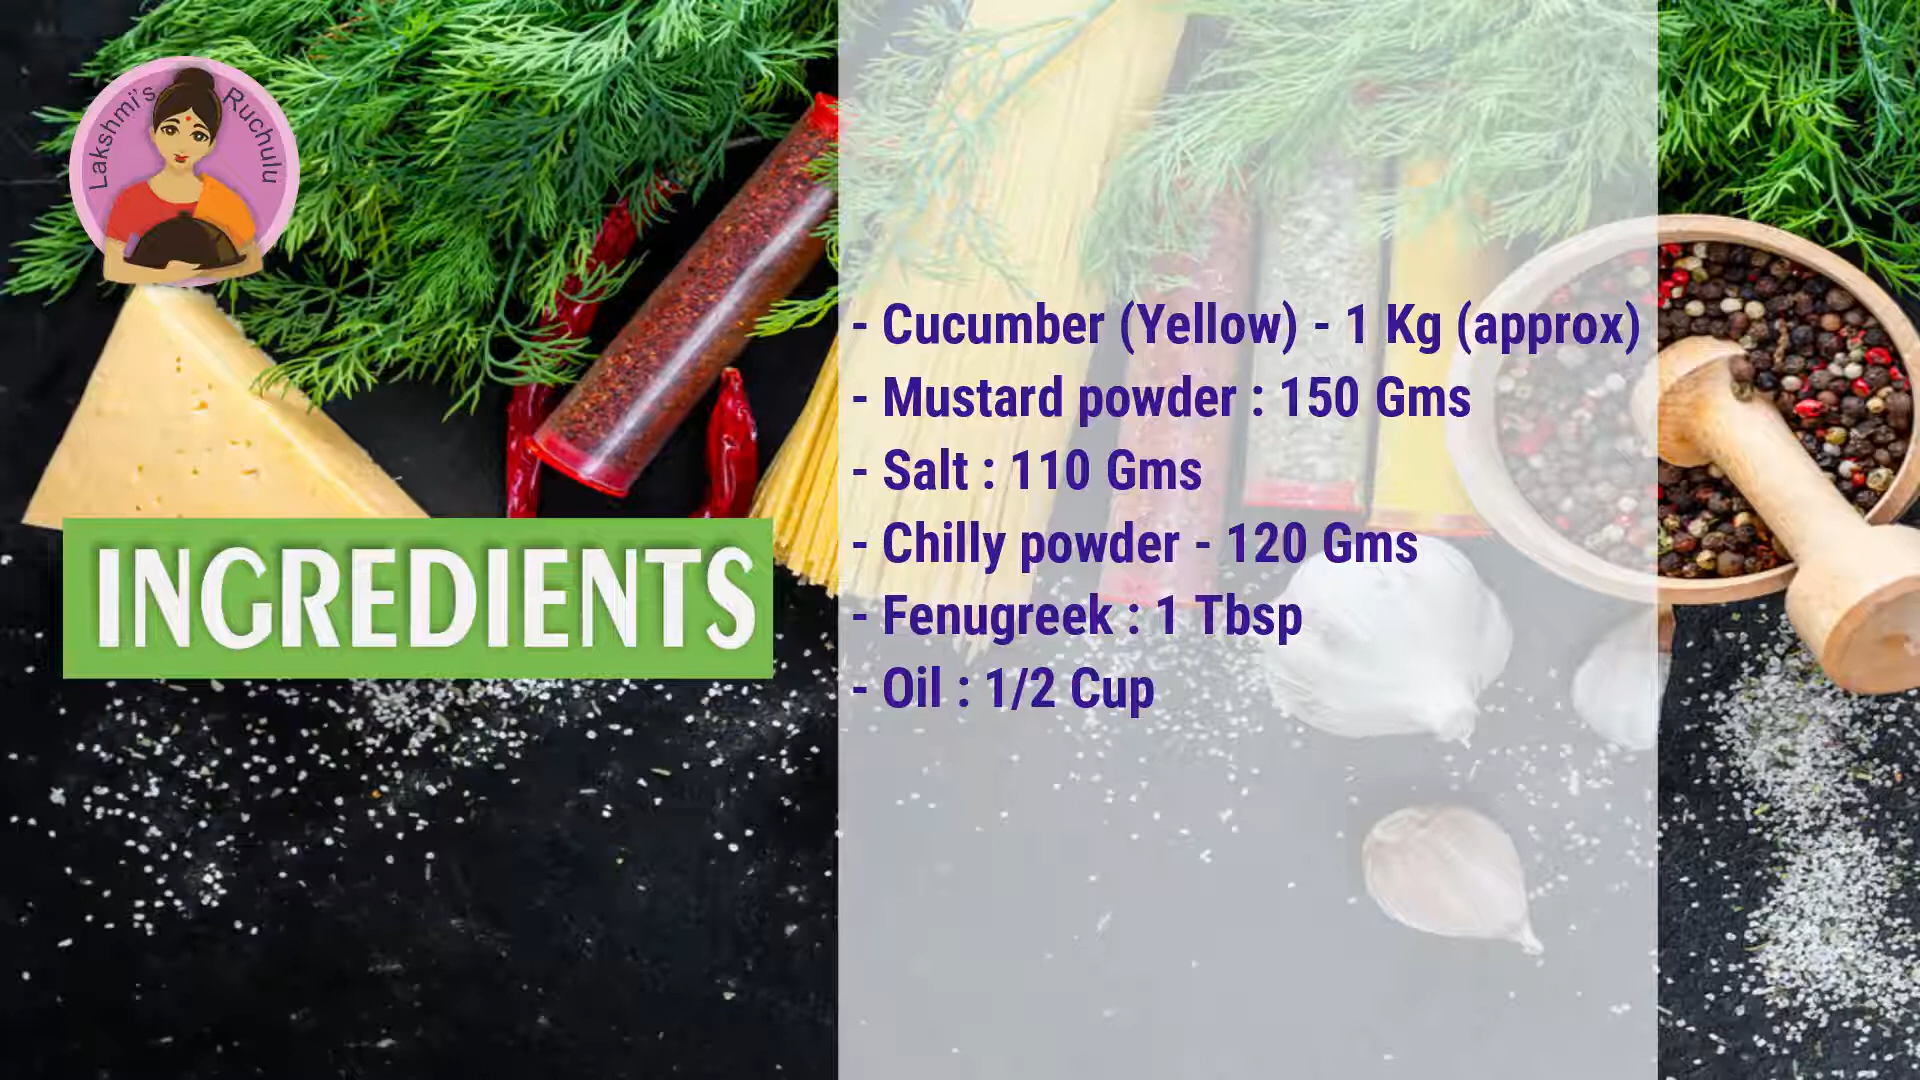 Lakshmi's Ruchulu
INGREDIENTS
- Cucumber (Yellow) - 1 Kg (approx)
- Mustard powder : 150 Gms
- Salt : 110 Gms
- Chilly powder - 120 Gms
- Fenugreek : 1 Tbsp
- Oil : 1/2 Cup